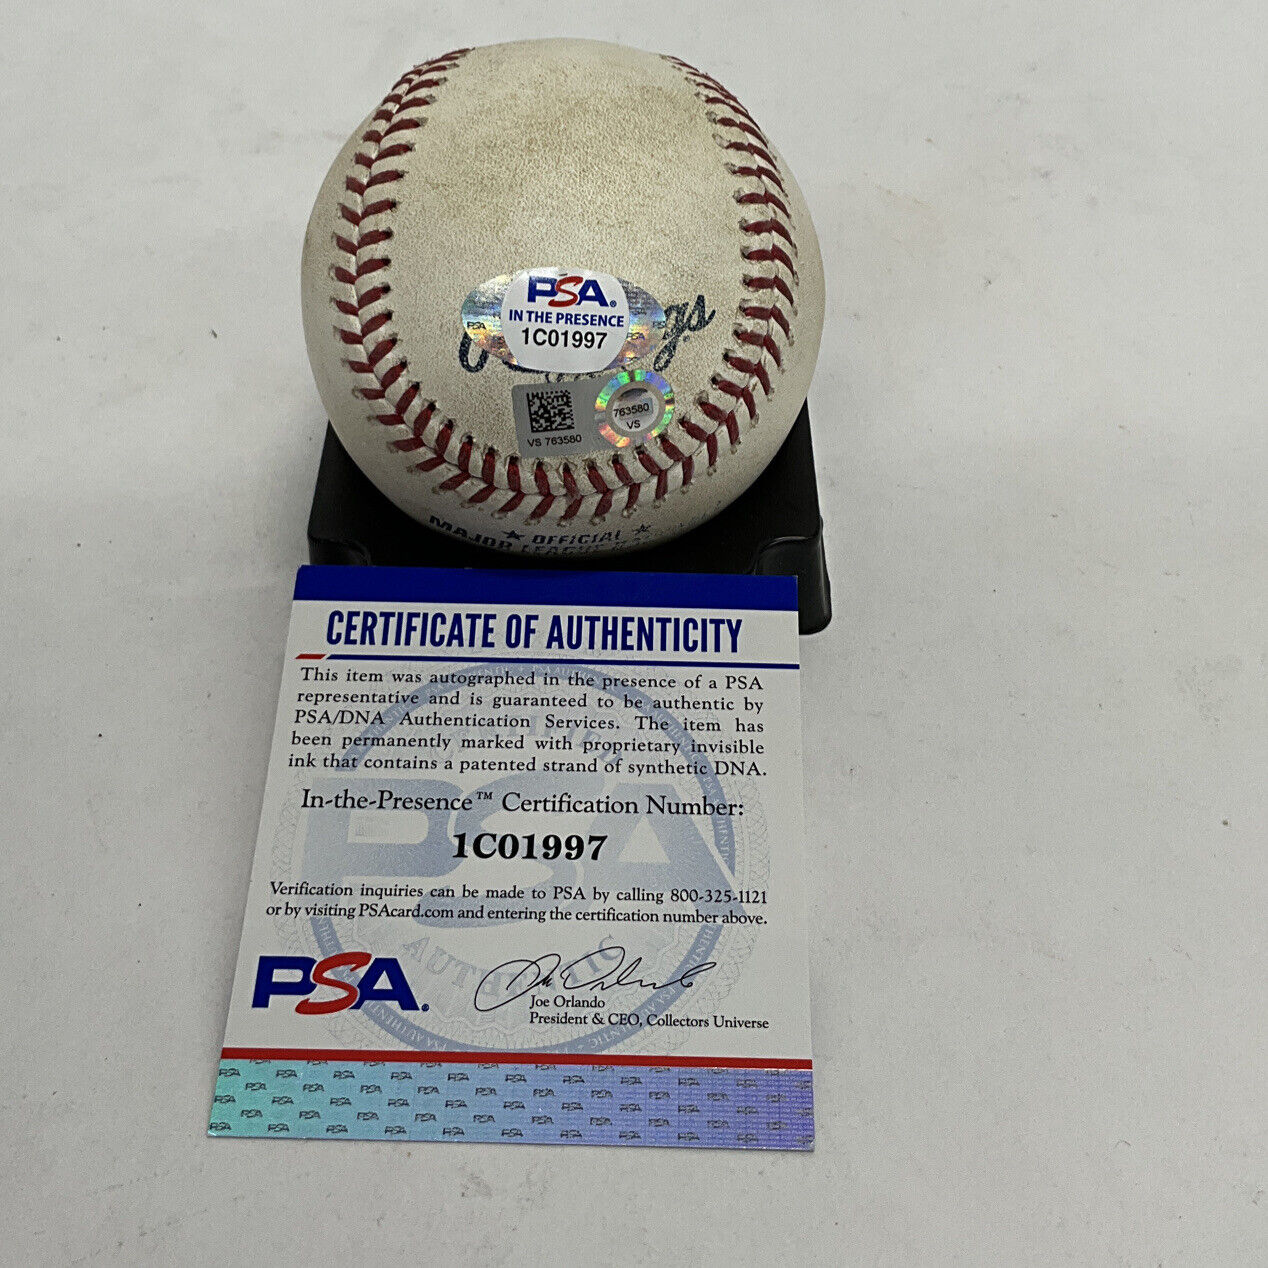 PSA
IN THE PRESENCE
1C01997
gs
VS 763580
763580
VS
OFFICIAL
MAJOR LEAGUE
CERTIFICATE OF AUTHENTICITY
This item was autographed in the presence of a PSA
representative and is guaranteed to be authentic by
PSA/DNA Authentication Services. The item has
been permanently marked with proprietary invisible
ink that contains a patented strand of synthetic DNA.
In-the-Presence™ Certification Number:
1C01997
Verification inquiries can be made to PSA by calling 800-325-1121
or by visiting PSAcard.com and entering the certification number above.
PSA.
Joe Orlando
President & CEO, Collectors Universe